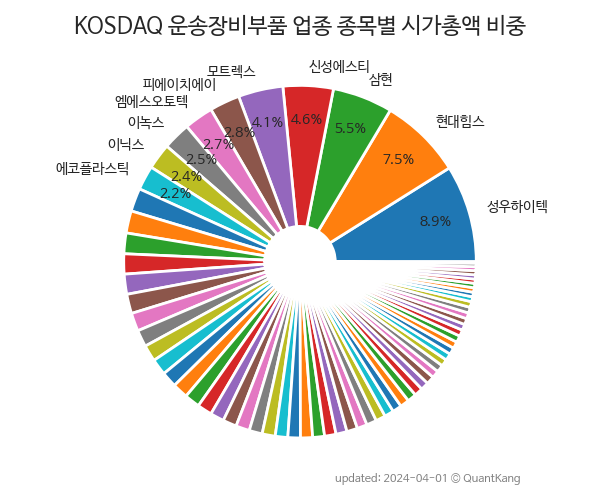 KOSDAQ 운송장비부품 업종 종목별 시가총액 비중
신성에스티
모트렉스
삼현
피에이치에이
엠에스오토텍
이녹스
현대힘스
이닉스
에코플라스틱
성우하이텍
4.6%
4.1%
5.5%
2.8%
2.7%
2.5%
7.5%
2.4%
2.2%
8.9%
updated: 2024-04-01 © QuantKang